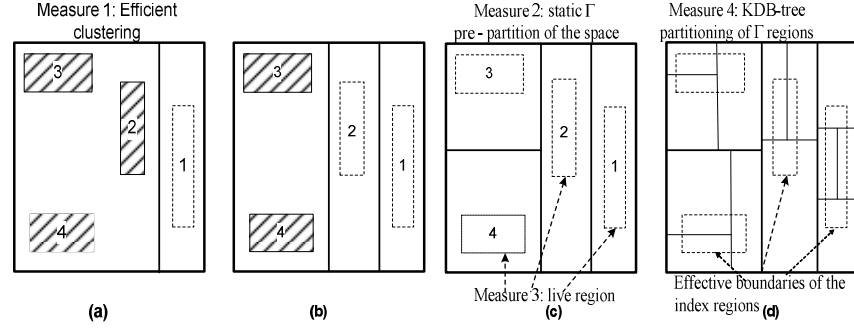 Measure 1: Efficient
clustering
Measure 2: static Γ
pre - partition of the space
Measure 4: KDB-tree
partitioning of Γ regions
3
2
1
4
3
2
1
4
3
2
1
4
Measure 3: live region
Effective boundaries of the
index regions
(a)
(b)
(c)
(d)